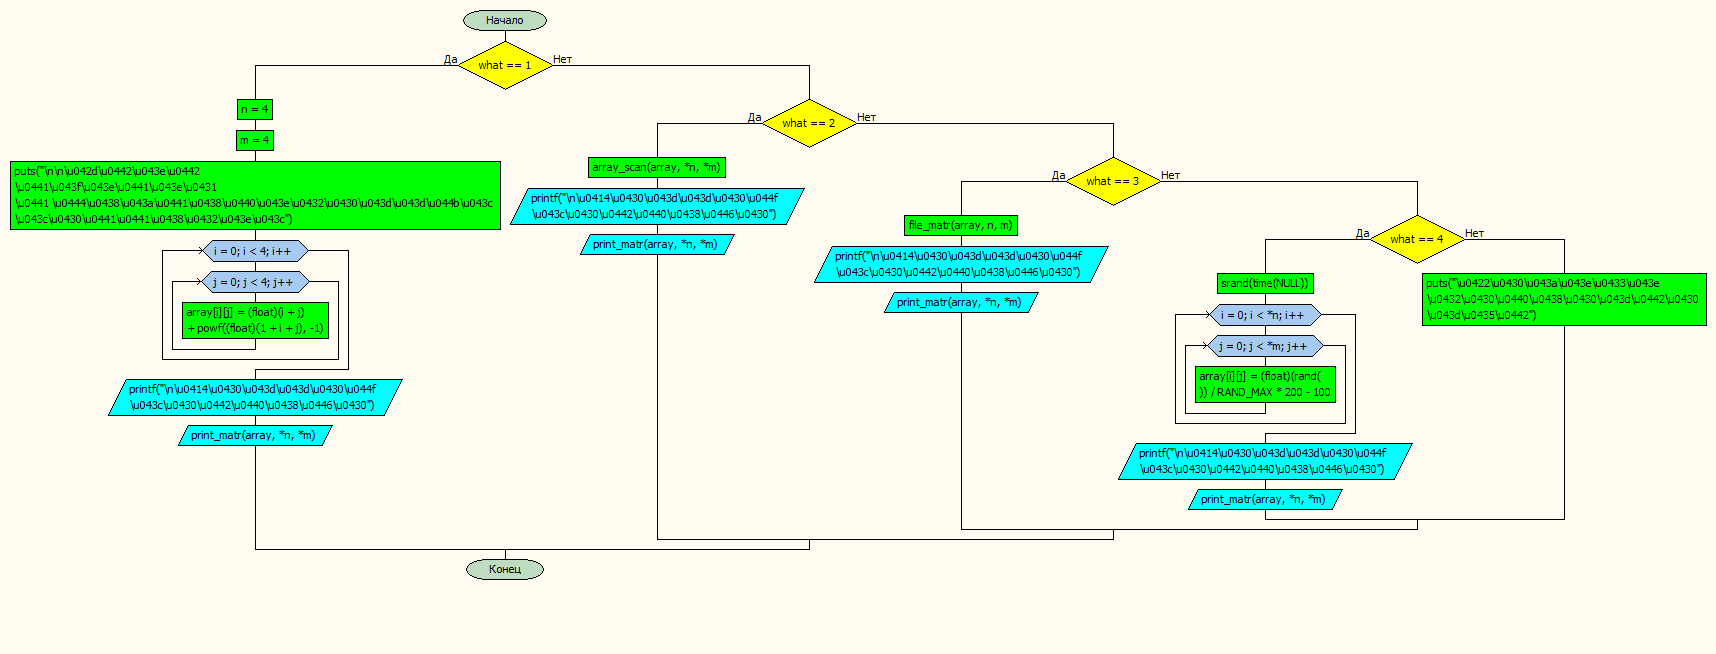 Начало
what == 1
Да
Нет
n = 4
m = 4
puts("\n\n\u042d\u0442\u043e\u0442
\u0441\u043f\u043e\u0441\u043e\u0431
\u0441 \u0444\u0438\u043a\u0441\u0438\u0440\u043e\u0432\u0430\u043d\u043d\u044b\u043c
\u043c\u0430\u0441\u0441\u0438\u0432\u043e\u043c")
i = 0; i < 4; i++
j = 0; j < 4; j++
array[i][j] = (float)(i + j)
+ powf((float)(1 + i + j), -1)
printf("\n\u0414\u0430\u043d\u043d\u0430\u044f
\u043c\u0430\u0442\u0440\u0438\u0446\u0430")
print_matr(array, *n, *m)
what == 2
Да
Нет
array_scan(array, *n, *m)
printf("\n\u0414\u0430\u043d\u043d\u0430\u044f
\u043c\u0430\u0442\u0440\u0438\u0446\u0430")
print_matr(array, *n, *m)
what == 3
Да
Нет
file_matr(array, n, m)
printf("\n\u0414\u0430\u043d\u043d\u0430\u044f
\u043c\u0430\u0442\u0440\u0438\u0446\u0430")
print_matr(array, *n, *m)
what == 4
Да
Нет
srand(time(NULL))
i = 0; i < *n; i++
j = 0; j < *m; j++
array[i][j] = (float)(rand(
)) / RAND_MAX * 200 - 100
printf("\n\u0414\u0430\u043d\u043d\u0430\u044f
\u043c\u0430\u0442\u0440\u0438\u0446\u0430")
print_matr(array, *n, *m)
puts("\u0422\u0430\u043a\u043e\u0433\u043e
\u0432\u0430\u0440\u0438\u0430\u043d\u0442\u0430
\u043d\u0435\u0442")
Конец